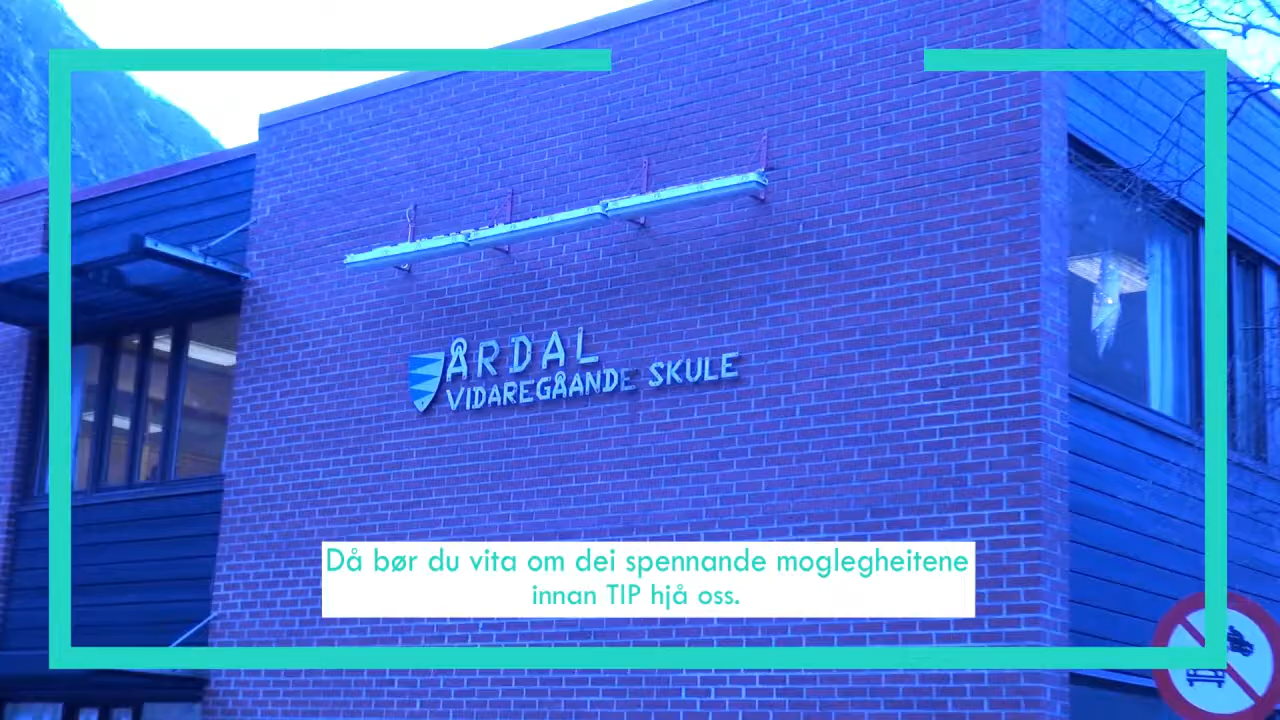 ÅRDAL
VIDAREGÅANDE SKULE
Då bør du vita om dei spennande moglegheitene
innan TIP hjå oss.